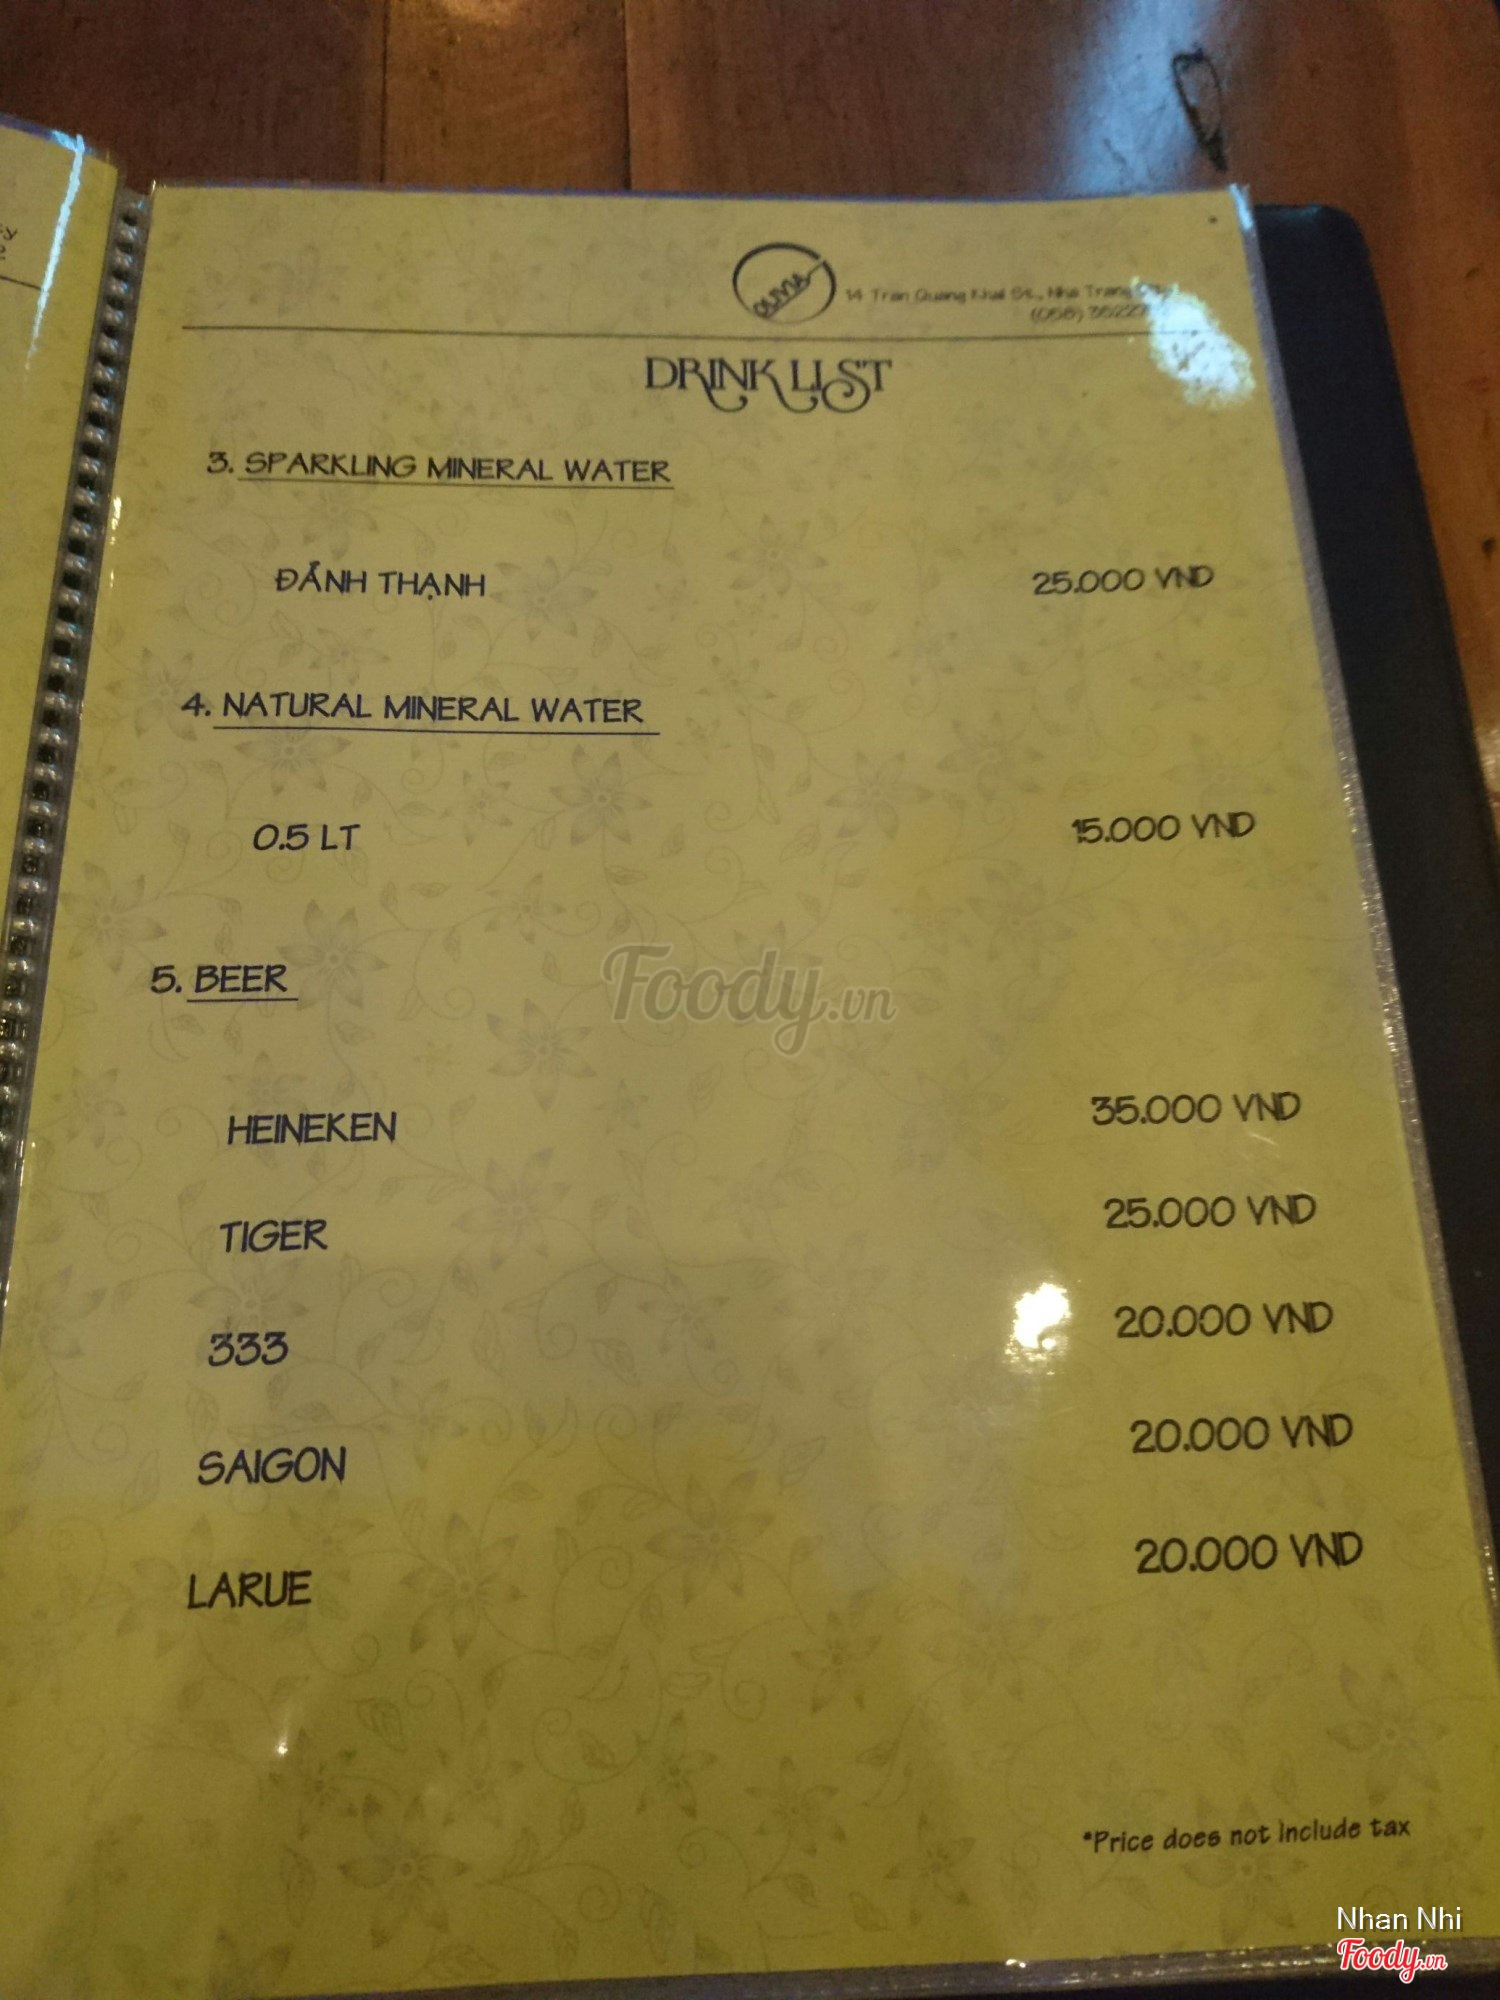 OLIVIA
14 Tran Quang Khai St., Nha Trang
(058)
DRINK LIST
3. SPARKLING MINERAL WATER
ĐẢNH THẠNH 25.000 VND
4. NATURAL MINERAL WATER
0.5 LT 15.000 VND
Foody.vn
5. BEER
HEINEKEN 35.000 VND
TIGER 25.000 VND
333 20.000 VND
SAIGON 20.000 VND
LARUE 20.000 VND
*Price does not include tax
Nhan Nhi
Foody.vn